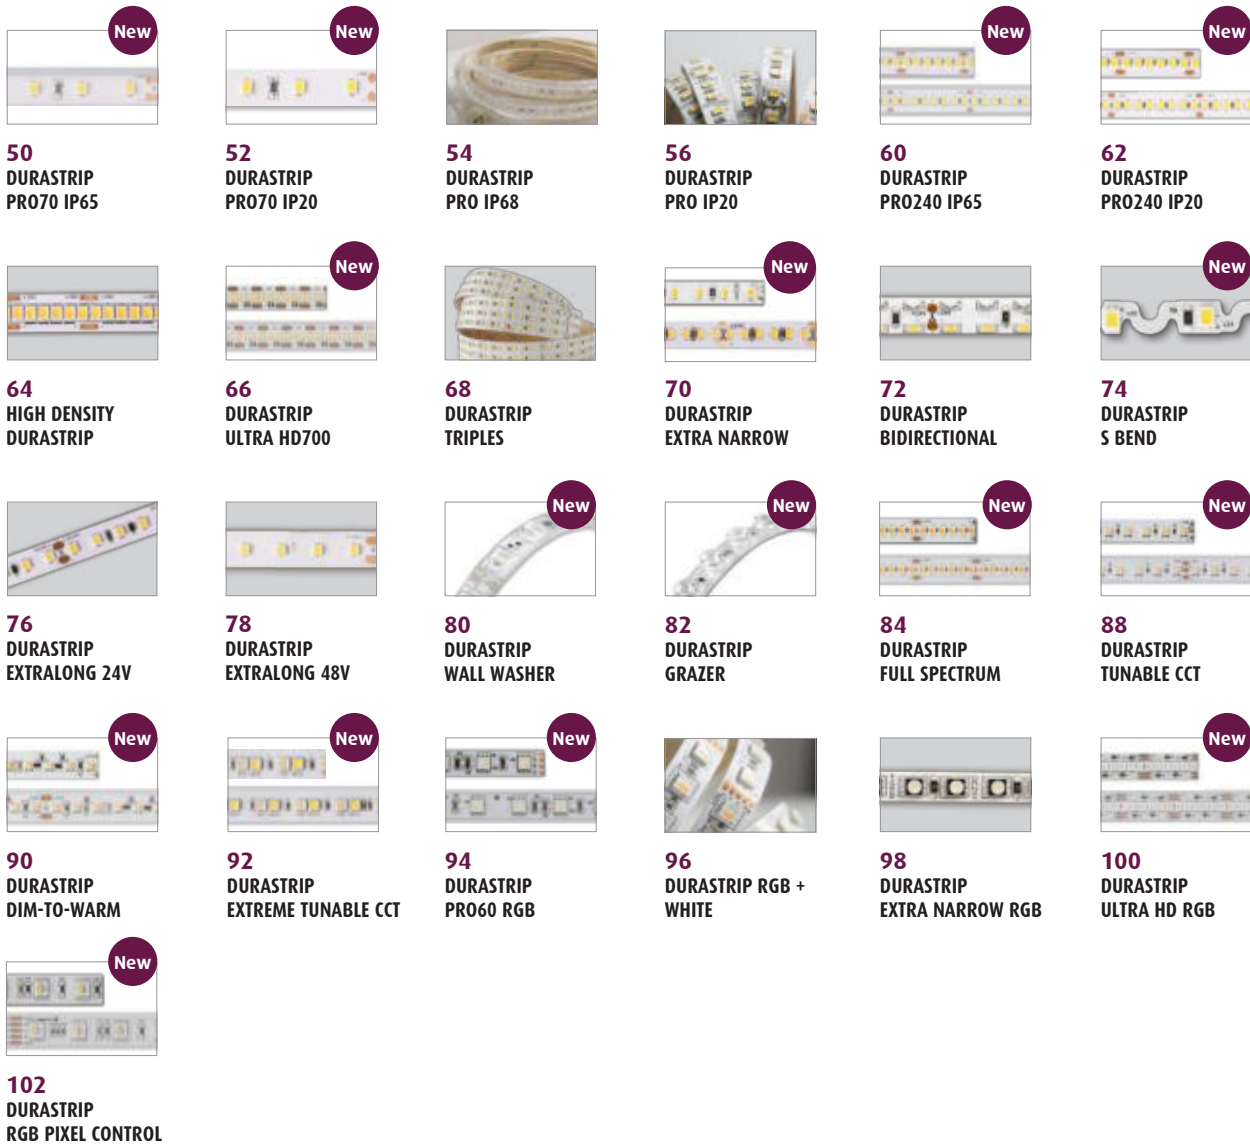 New
50
DURASTRIP
PRO70 IP65
New
52
DURASTRIP
PRO70 IP20
54
DURASTRIP
PRO IP68
56
DURASTRIP
PRO IP20
New
60
DURASTRIP
PRO240 IP65
New
62
DURASTRIP
PRO240 IP20
64
HIGH DENSITY
DURASTRIP
New
66
DURASTRIP
ULTRA HD700
68
DURASTRIP
TRIPLES
New
70
DURASTRIP
EXTRA NARROW
72
DURASTRIP
BIDIRECTIONAL
New
74
DURASTRIP
S BEND
76
DURASTRIP
EXTRALONG 24V
78
DURASTRIP
EXTRALONG 48V
New
80
DURASTRIP
WALL WASHER
New
82
DURASTRIP
GRAZER
New
84
DURASTRIP
FULL SPECTRUM
New
88
DURASTRIP
TUNABLE CCT
New
90
DURASTRIP
DIM-TO-WARM
New
92
DURASTRIP
EXTREME TUNABLE CCT
New
94
DURASTRIP
PRO60 RGB
96
DURASTRIP RGB +
WHITE
98
DURASTRIP
EXTRA NARROW RGB
New
100
DURASTRIP
ULTRA HD RGB
New
102
DURASTRIP
RGB PIXEL CONTROL